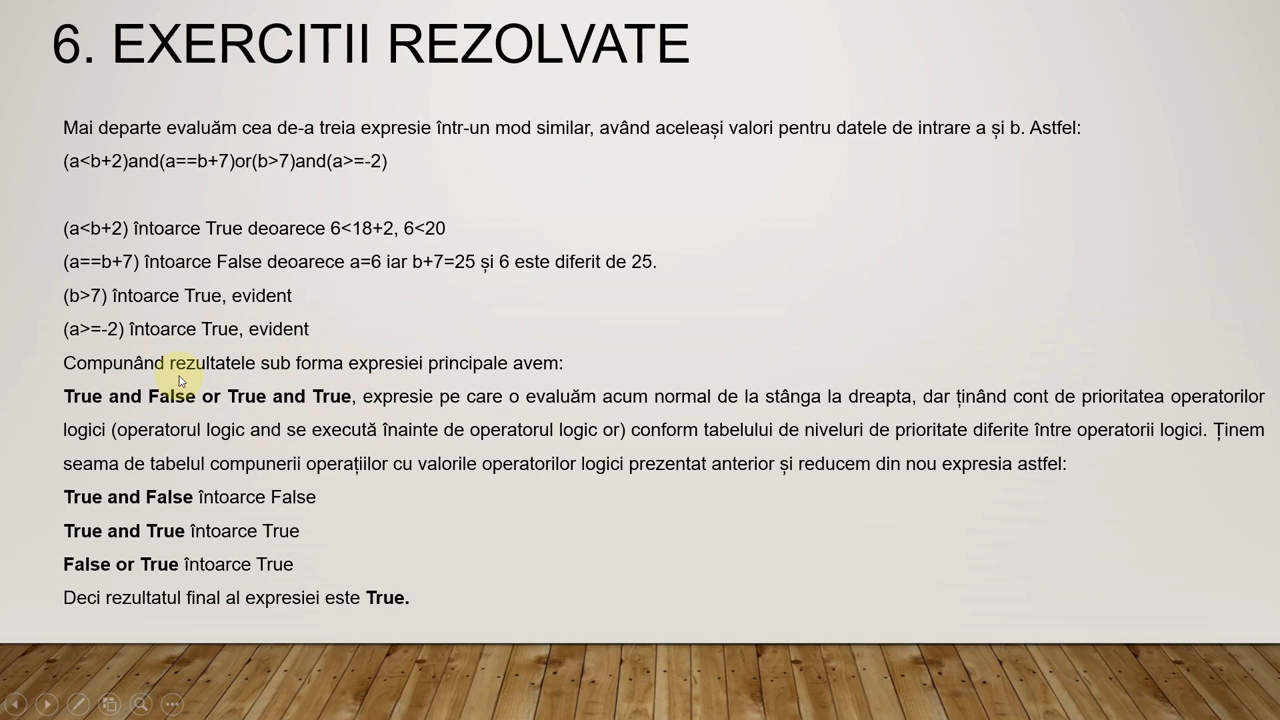 6. EXERCITII REZOLVATE
Mai departe evaluăm cea de-a treia expresie într-un mod similar, având aceleași valori pentru datele de intrare a și b. Astfel:
(a<b+2)and(a==b+7)or(b>7)and(a>=-2)
(a<b+2) întoarce True deoarece 6<18+2, 6<20
(a==b+7) întoarce False deoarece a=6 iar b+7=25 și 6 este diferit de 25.
(b>7) întoarce True, evident
(a>=-2) întoarce True, evident
Compunând rezultatele sub forma expresiei principale avem:
True and False or True and True, expresie pe care o evaluăm acum normal de la stânga la dreapta, dar ținând cont de prioritatea operatorilor
logici (operatorul logic and se execută înainte de operatorul logic or) conform tabelului de niveluri de prioritate diferite între operatorii logici. Ținem
seama de tabelul compunerii operațiilor cu valorile operatorilor logici prezentat anterior și reducem din nou expresia astfel:
True and False întoarce False
True and True întoarce True
False or True întoarce True
Deci rezultatul final al expresiei este True.